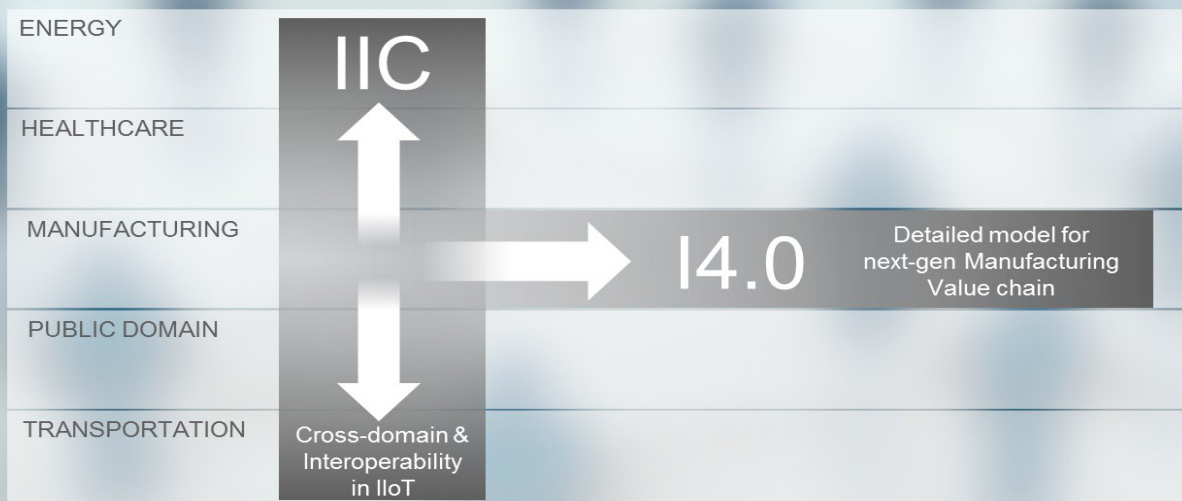 ENERGY
IIC
HEALTHCARE
MANUFACTURING
I4.0
Detailed model for
next-gen Manufacturing
Value chain
PUBLIC DOMAIN
TRANSPORTATION
Cross-domain &
Interoperability
in IIoT